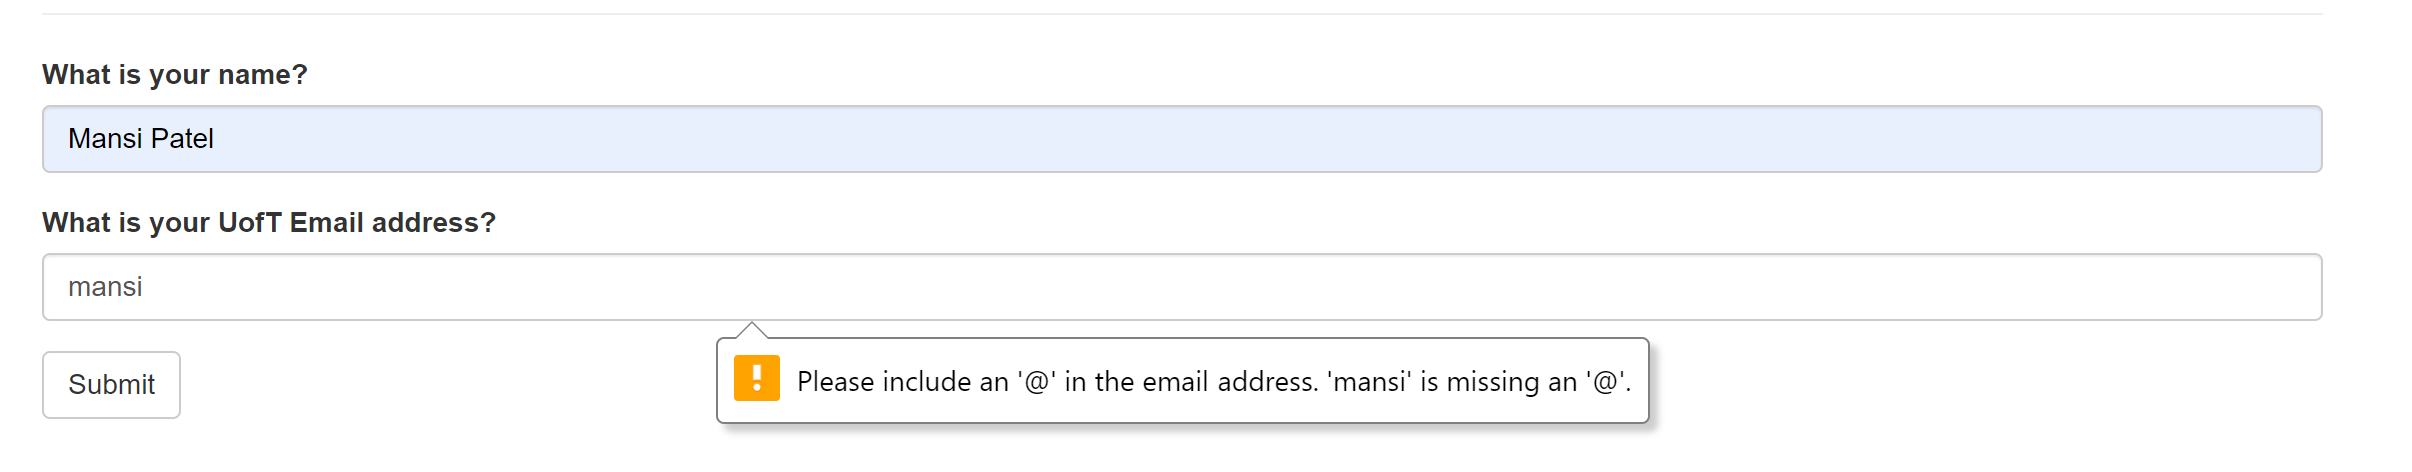 What is your name?
Mansi Patel
What is your UofT Email address?
mansi
Please include an '@' in the email address. 'mansi' is missing an '@'.
Submit